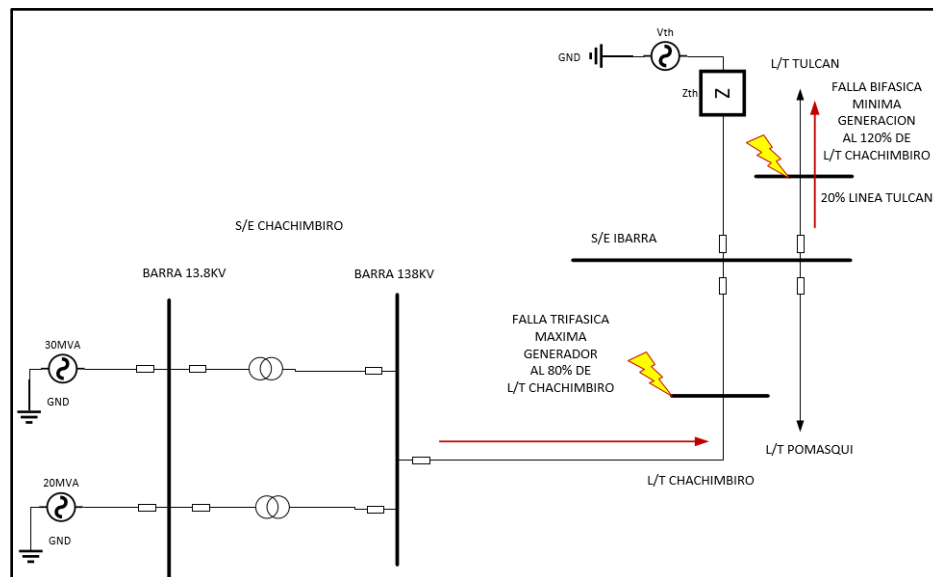 Vth
GND
L/T TULCAN
Zth
Z
FALLA BIFASICA
MINIMA
GENERACION
AL 120% DE
L/T CHACHIMBIRO
20% LINEA TULCAN
S/E CHACHIMBIRO
S/E IBARRA
BARRA 13.8KV
BARRA 138KV
FALLA TRIFASICA
MAXIMA
GENERADOR
AL 80% DE
L/T CHACHIMBIRO
30MVA
GND
L/T POMASQUI
L/T CHACHIMBIRO
20MVA
GND